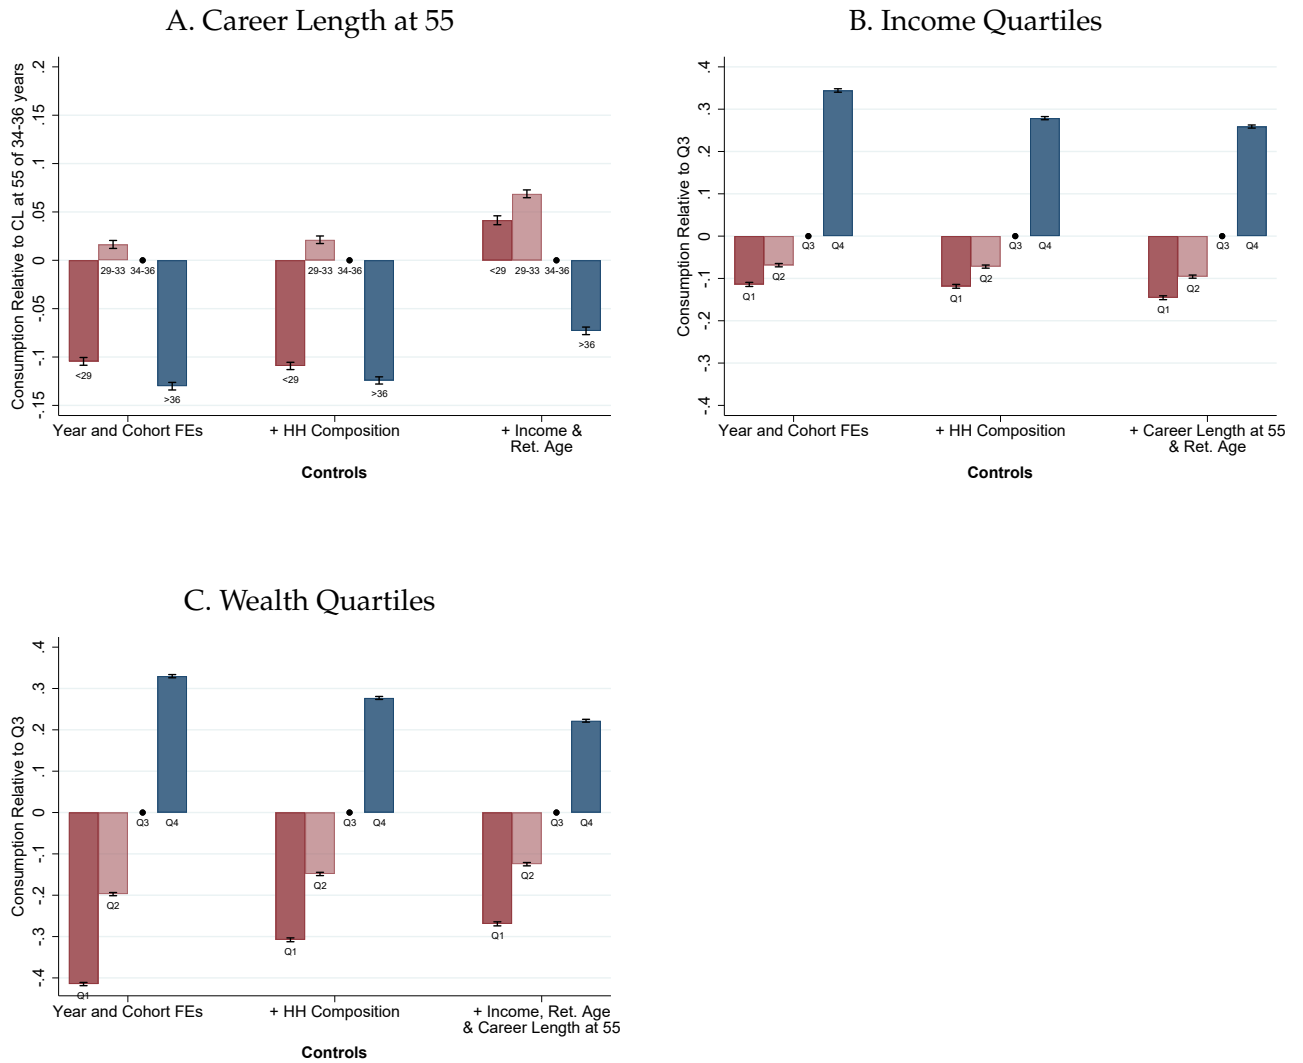 A. Career Length at 55
Consumption Relative to CL at 55 of 34-36 years
.2
.15
.1
.05
0
-.05
-.1
-.15
<29
29-33
34-36
>36
<29
29-33
34-36
>36
<29
29-33
34-36
>36
Year and Cohort FEs
+ HH Composition
+ Income &
Ret. Age
Controls
B. Income Quartiles
Consumption Relative to Q3
.4
.3
.2
.1
0
-.1
-.2
-.3
-.4
Q1
Q2
Q3
Q4
Q1
Q2
Q3
Q4
Q1
Q2
Q3
Q4
Year and Cohort FEs
+ HH Composition
+ Career Length at 55
& Ret. Age
Controls
C. Wealth Quartiles
Consumption Relative to Q3
.4
.3
.2
.1
0
-.1
-.2
-.3
-.4
Q1
Q2
Q3
Q4
Q1
Q2
Q3
Q4
Q1
Q2
Q3
Q4
Year and Cohort FEs
+ HH Composition
+ Income, Ret. Age
& Career Length at 55
Controls